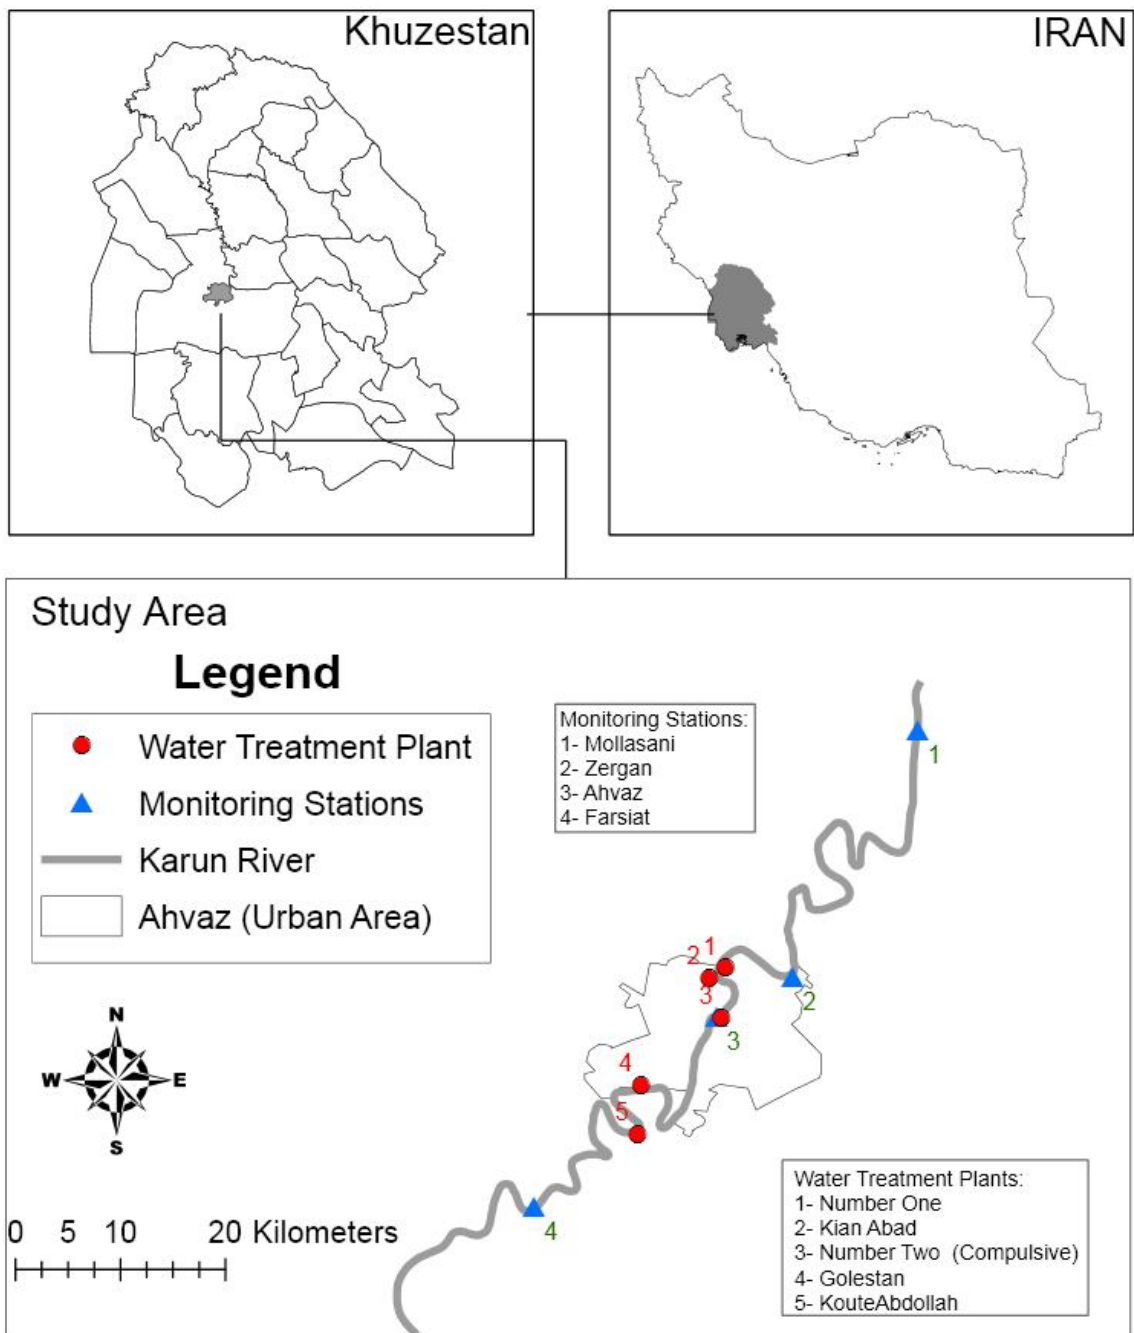 Khuzestan
IRAN
Study Area
Legend
Water Treatment Plant
Monitoring Stations
Karun River
Ahvaz (Urban Area)
Monitoring Stations:
1- Mollasani
2- Zergan
3- Ahvaz
4- Farsiat
1
2
1
3
2
3
4
5
4
N
W
E
S
0 5 10 20 Kilometers
Water Treatment Plants:
1- Number One
2- Kian Abad
3- Number Two (Compulsive)
4- Golestan
5- KouteAbdollah